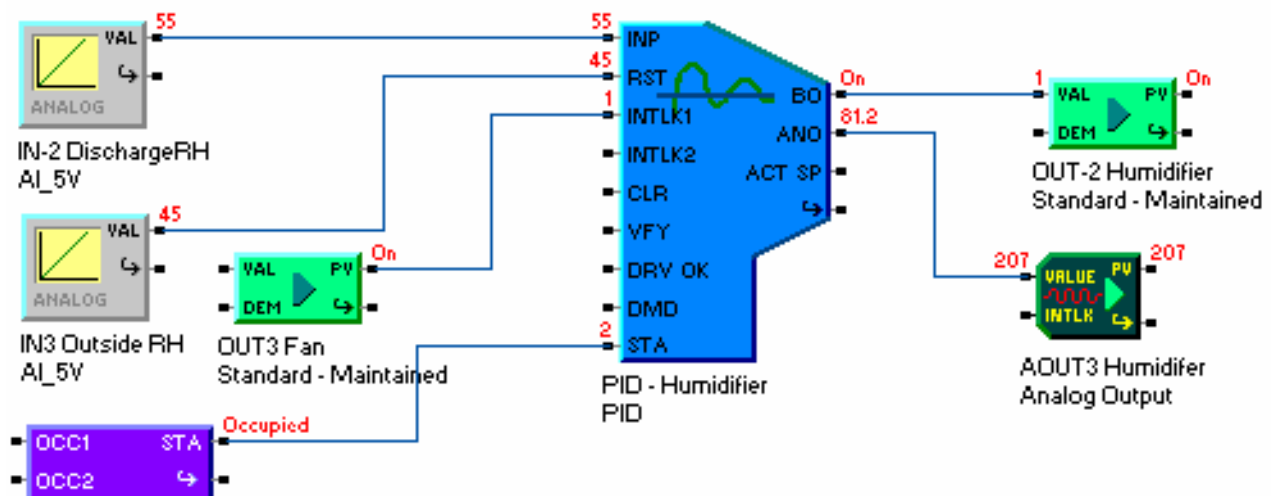 55
VAL
ANALOG
IN-2 DischargeRH
AI_5V
45
VAL
ANALOG
IN3 Outside RH
AI_5V
VAL PV
On
DEM
OUT3 Fan
Standard - Maintained
Occupied
OCC1 STA
OCC2
55
INP
45
RST
1
INTLK1
INTLK2
CLR
VFY
DRV OK
DMD
2
STA
On
BO
81.2
ANO
ACT SP
PID - Humidifier
PID
1
VAL PV
On
DEM
OUT-2 Humidifier
Standard - Maintained
207
VALUE PV
207
INTLK
AOUT3 Humidifer
Analog Output